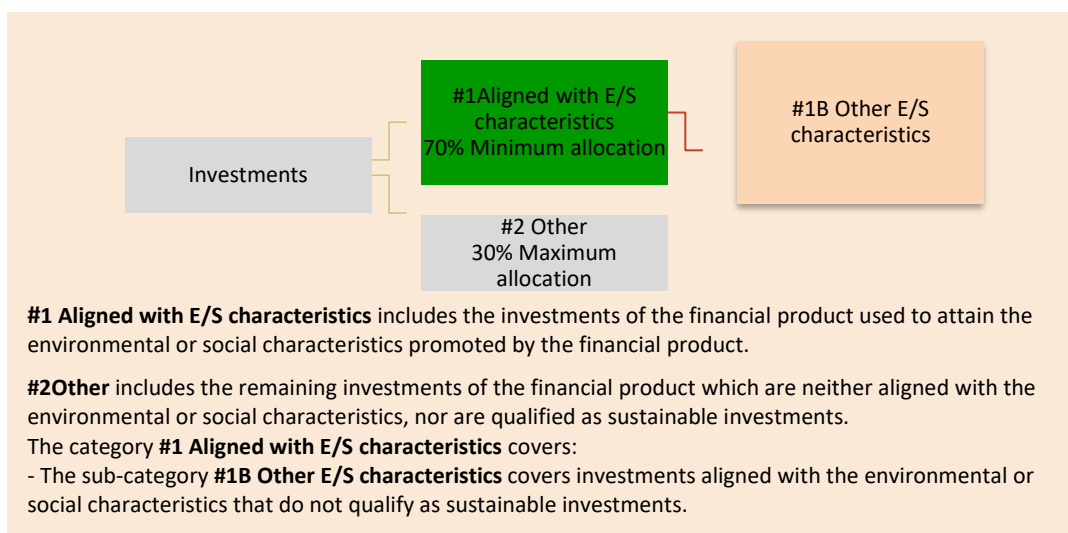 #1Aligned with E/S
characteristics
70% Minimum allocation
#1B Other E/S
characteristics
Investments
#2 Other
30% Maximum
allocation
#1 Aligned with E/S characteristics includes the investments of the financial product used to attain the
environmental or social characteristics promoted by the financial product.
#2Other includes the remaining investments of the financial product which are neither aligned with the
environmental or social characteristics, nor are qualified as sustainable investments.
The category #1 Aligned with E/S characteristics covers:
- The sub-category #1B Other E/S characteristics covers investments aligned with the environmental or
social characteristics that do not qualify as sustainable investments.